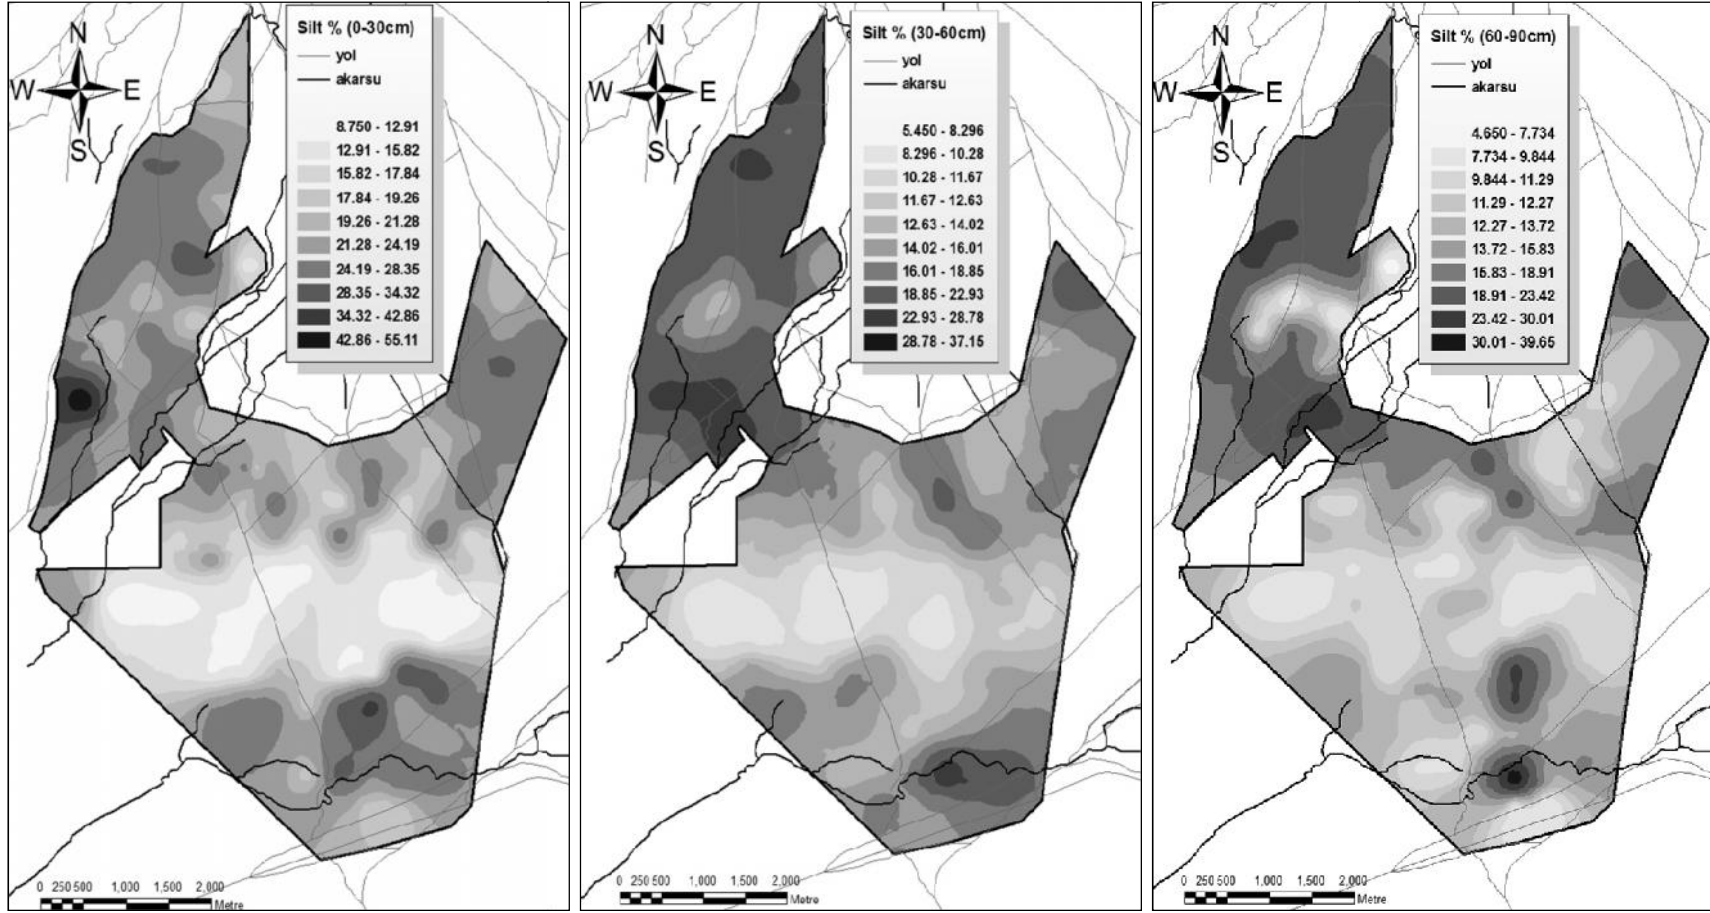 Silt % (0-30cm)
yol
akarsu
8.750 - 12.91
12.91 - 15.82
15.82 - 17.84
17.84 - 19.26
19.26 - 21.28
21.28 - 24.19
24.19 - 28.35
28.35 - 34.32
34.32 - 42.86
42.86 - 55.11
N
W E
S
0 250 500 1,000 1,500 2,000
Metre
Silt % (30-60cm)
yol
akarsu
5.450 - 8.296
8.296 - 10.28
10.28 - 11.67
11.67 - 12.63
12.63 - 14.02
14.02 - 16.01
16.01 - 18.85
18.85 - 22.93
22.93 - 28.78
28.78 - 37.15
N
W E
S
0 250 500 1,000 1,500 2,000
Metre
Silt % (60-90cm)
yol
akarsu
4.650 - 7.734
7.734 - 9.844
9.844 - 11.29
11.29 - 12.27
12.27 - 13.72
13.72 - 15.83
15.83 - 18.91
18.91 - 23.42
23.42 - 30.01
30.01 - 39.65
N
W E
S
0 250 500 1,000 1,500 2,000
Metre